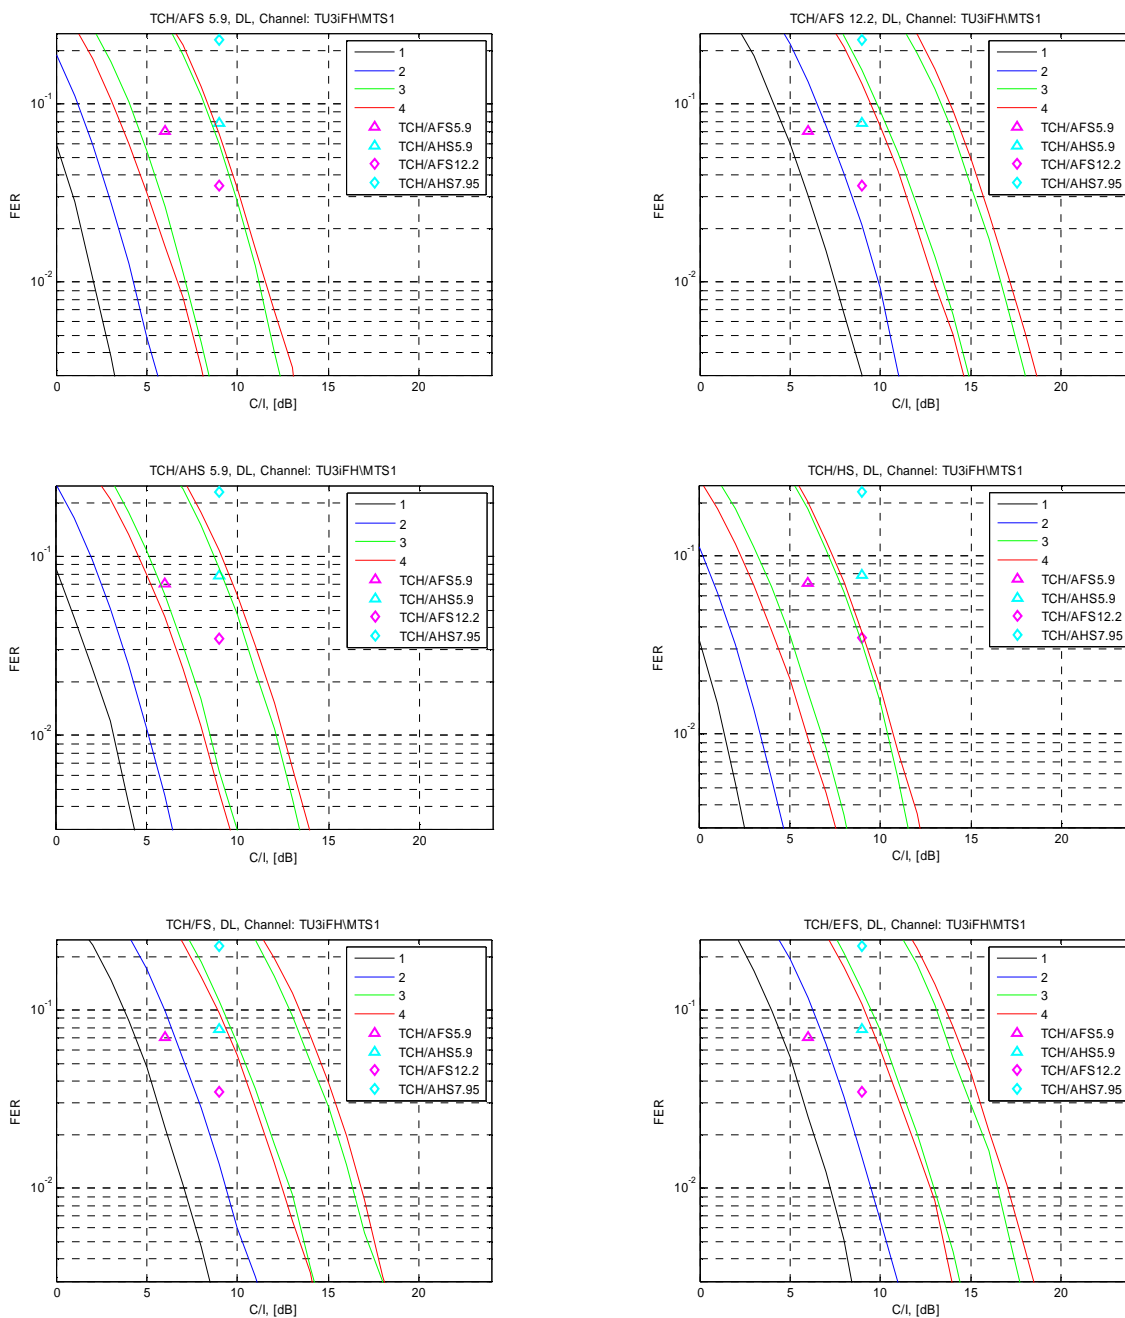 TCH/AFS 5.9, DL, Channel: TU3iFH\MTS1
FER
10-1
10-2
0 5 10 15 20
C/I, [dB]
1
2
3
4
TCH/AFS5.9
TCH/AHS5.9
TCH/AFS12.2
TCH/AHS7.95
TCH/AFS 12.2, DL, Channel: TU3iFH\MTS1
FER
10-1
10-2
0 5 10 15 20
C/I, [dB]
1
2
3
4
TCH/AFS5.9
TCH/AHS5.9
TCH/AFS12.2
TCH/AHS7.95
TCH/AHS 5.9, DL, Channel: TU3iFH\MTS1
FER
10-1
10-2
0 5 10 15 20
C/I, [dB]
1
2
3
4
TCH/AFS5.9
TCH/AHS5.9
TCH/AFS12.2
TCH/AHS7.95
TCH/HS, DL, Channel: TU3iFH\MTS1
FER
10-1
10-2
0 5 10 15 20
C/I, [dB]
1
2
3
4
TCH/AFS5.9
TCH/AHS5.9
TCH/AFS12.2
TCH/AHS7.95
TCH/FS, DL, Channel: TU3iFH\MTS1
FER
10-1
10-2
0 5 10 15 20
C/I, [dB]
1
2
3
4
TCH/AFS5.9
TCH/AHS5.9
TCH/AFS12.2
TCH/AHS7.95
TCH/EFS, DL, Channel: TU3iFH\MTS1
FER
10-1
10-2
0 5 10 15 20
C/I, [dB]
1
2
3
4
TCH/AFS5.9
TCH/AHS5.9
TCH/AFS12.2
TCH/AHS7.95